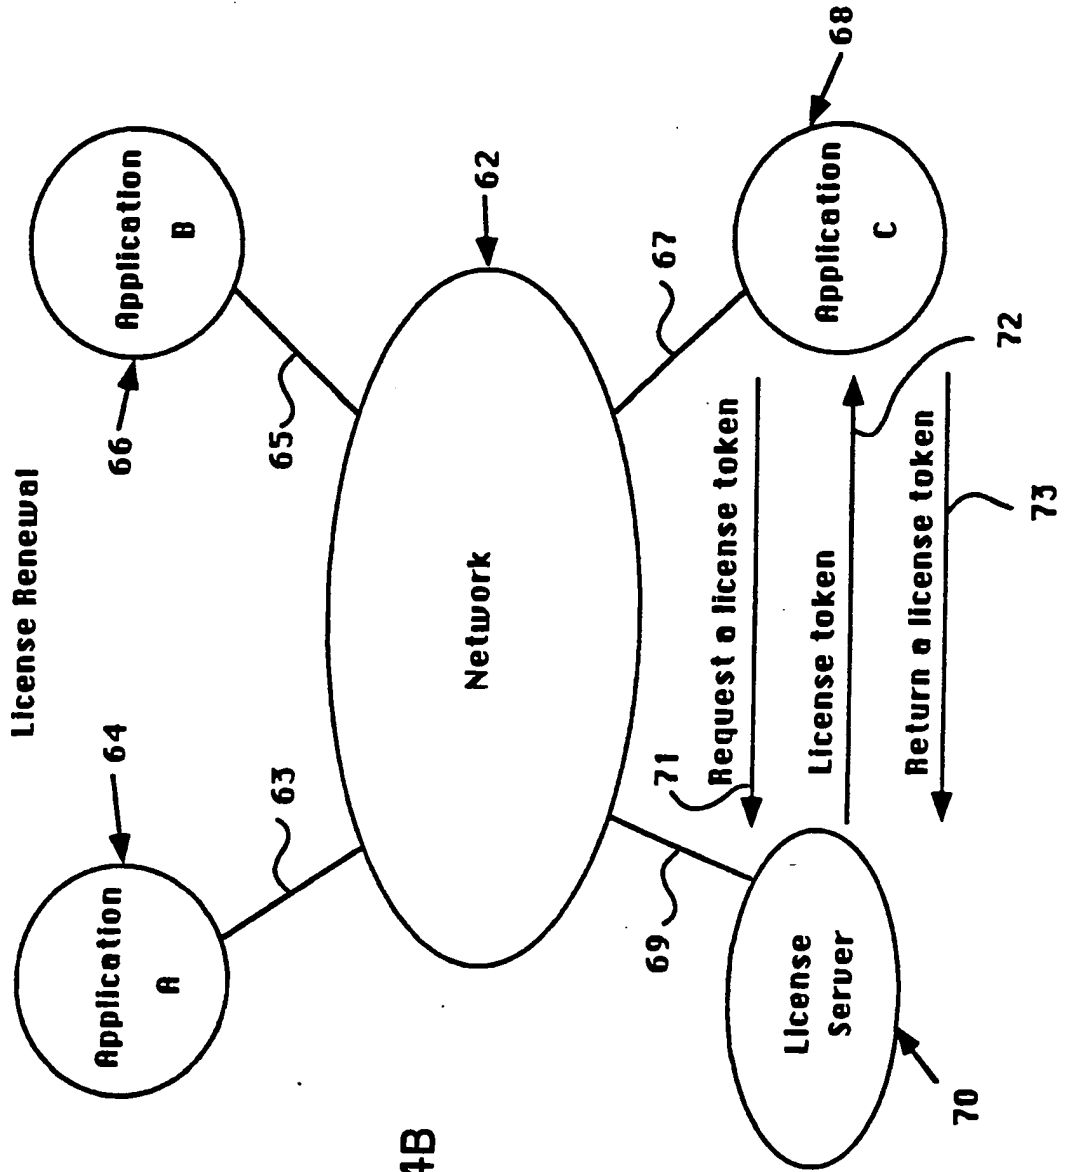 License Renewal
64
66
Application
A
Application
B
63
65
62
Network
69
67
71
Request a license token
68
License
Server
Application
C
License token
Return a license token
70
72
73
4B